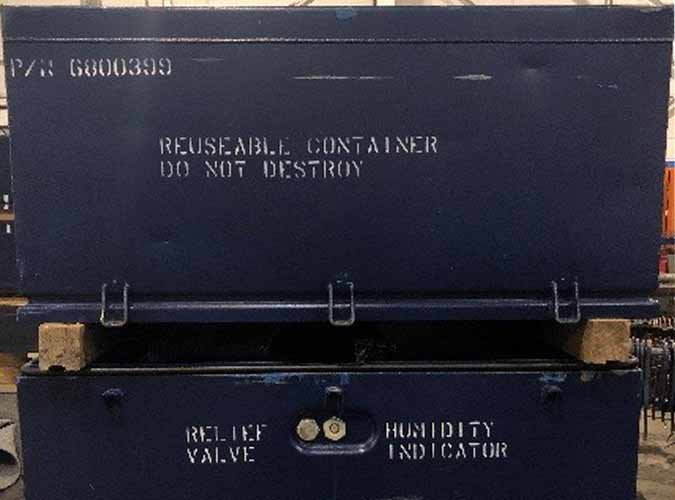 P/N 6800399
REUSEABLE CONTAINER
DO NOT DESTROY
RELIEF
VALVE
HUMIDITY
INDICATOR